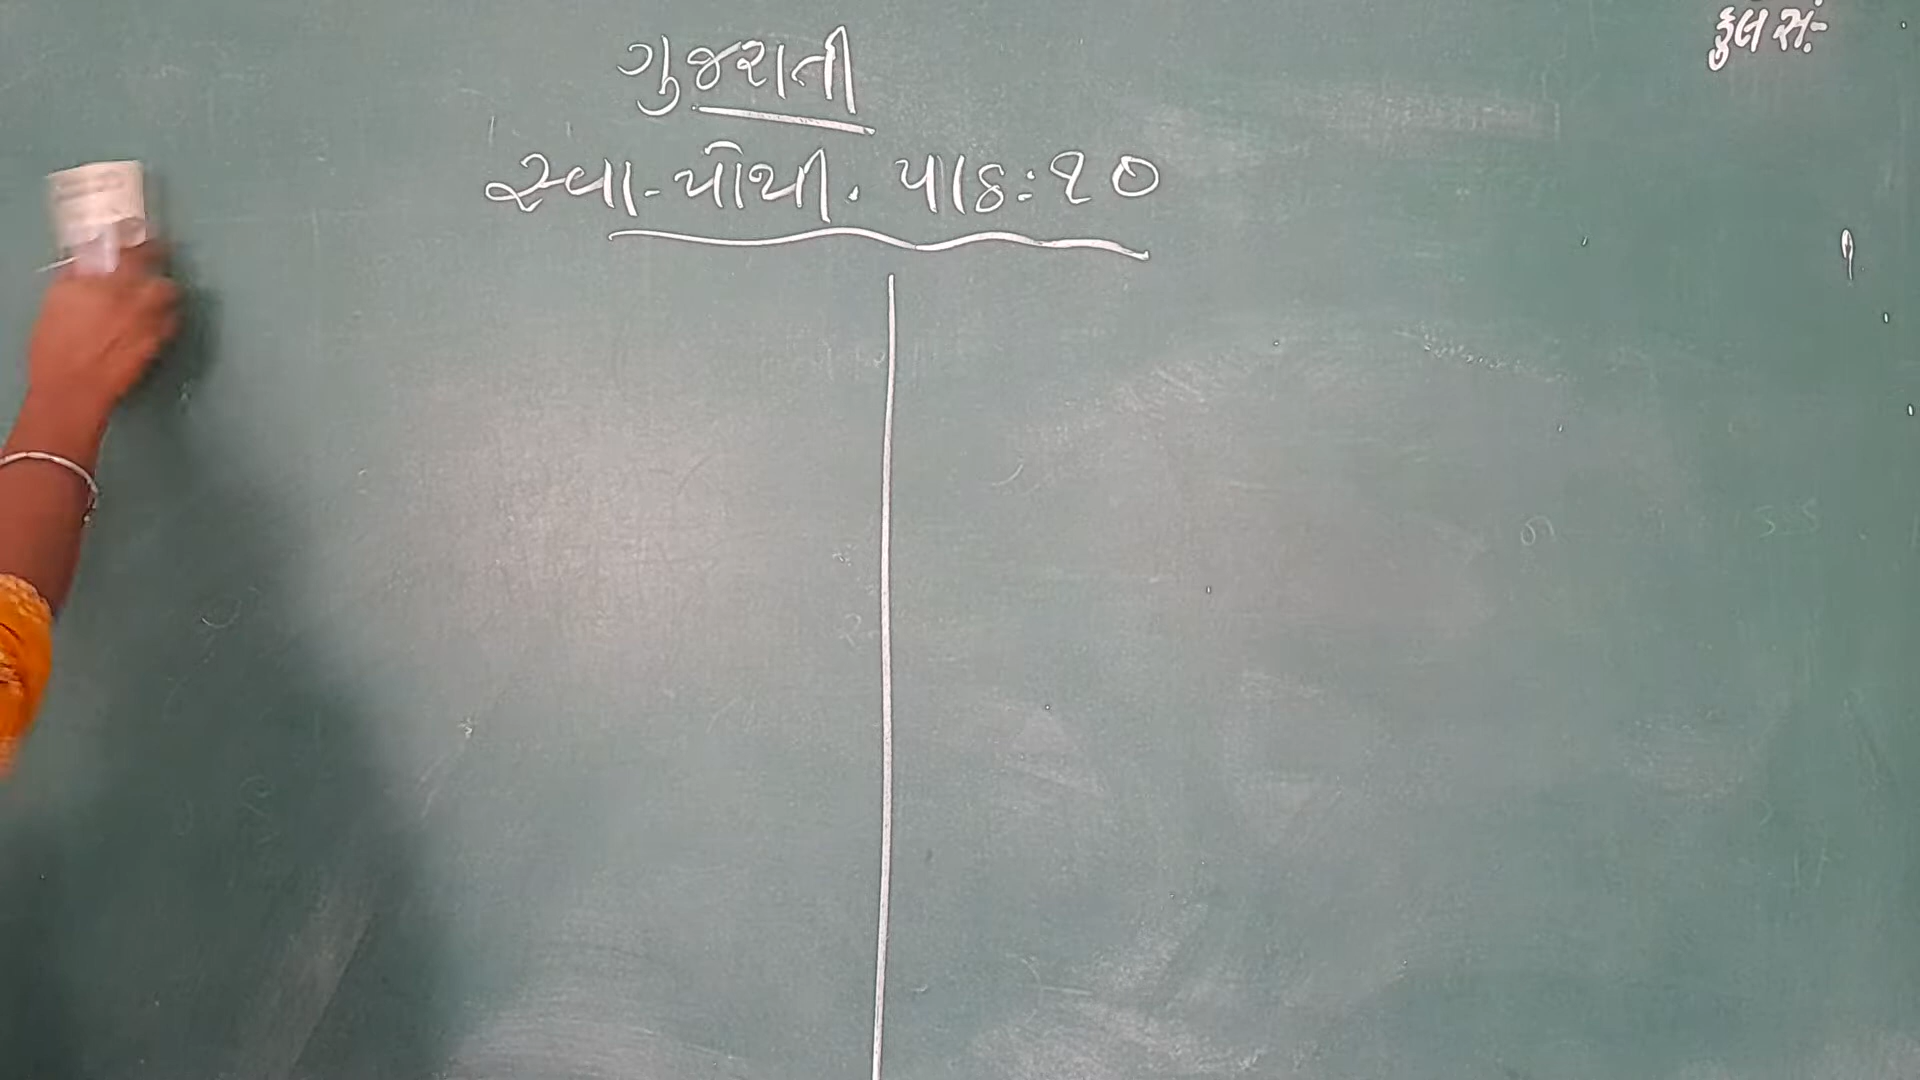 ગુજરાતી
સ્વા-પોથી. પાઠ:૧૦
કુલ સં:-